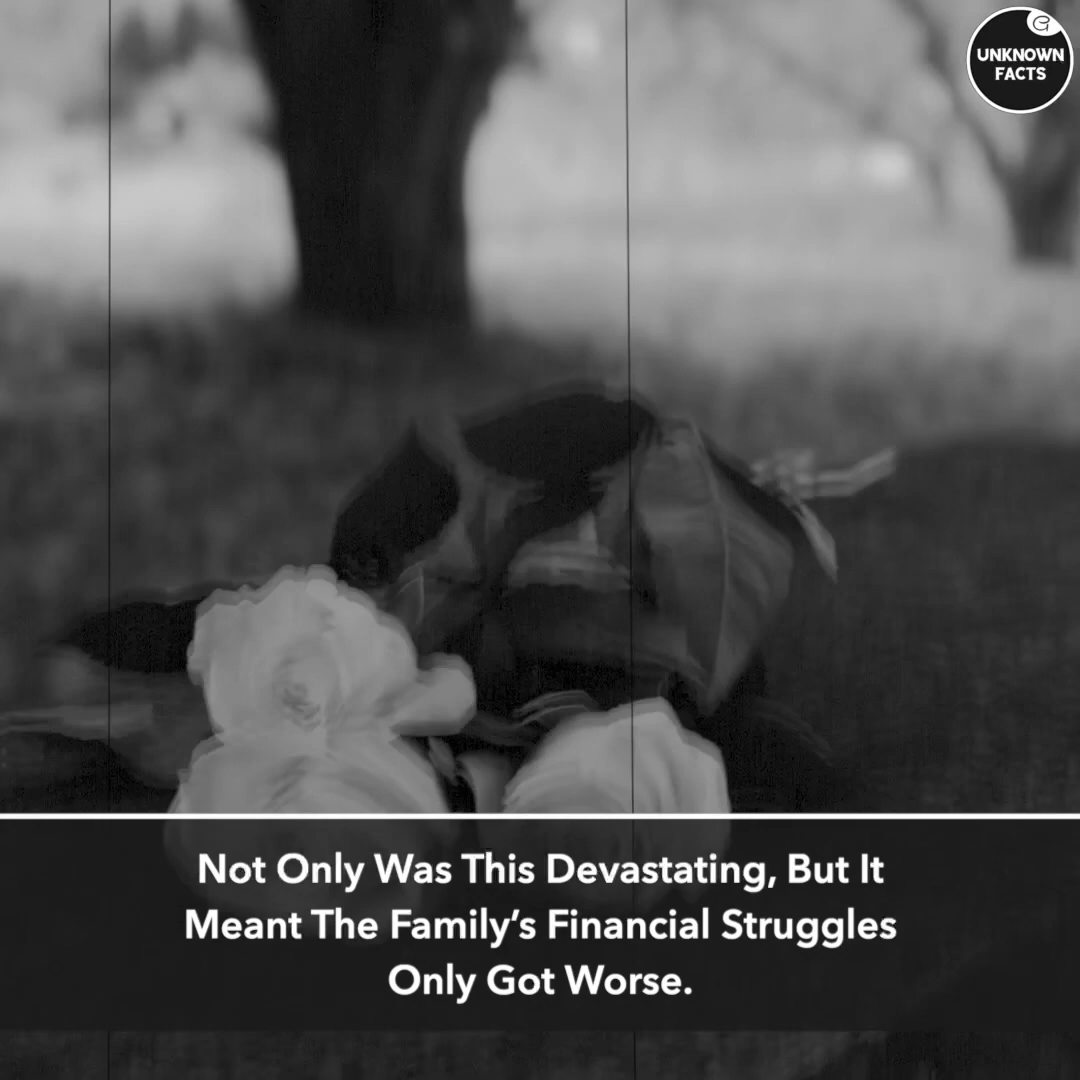 G
UNKNOWN
FACTS
Not Only Was This Devastating, But It
Meant The Family’s Financial Struggles
Only Got Worse.